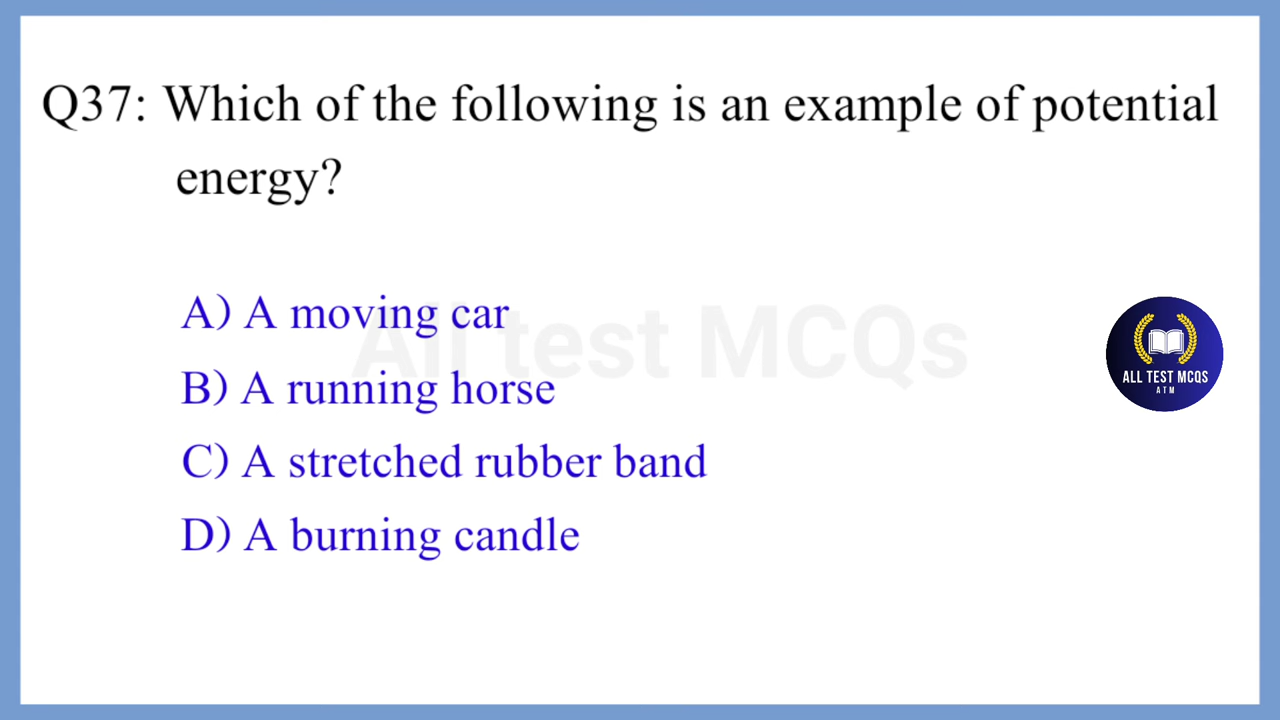 Q37: Which of the following is an example of potential
energy?
A) A moving car
All test MCQs
B) A running horse
C) A stretched rubber band
D) A burning candle
ALL TEST MCQS
ATM